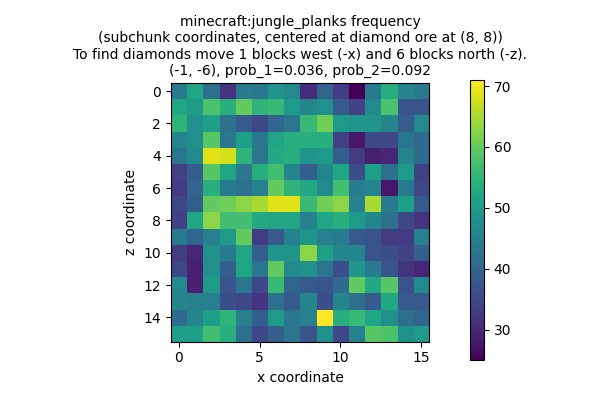 minecraft:jungle_planks frequency
(subchunk coordinates, centered at diamond ore at (8, 8))
To find diamonds move 1 blocks west (-x) and 6 blocks north (-z).
(-1, -6), prob_1=0.036, prob_2=0.092
0
2
4
6
8
10
12
14
z coordinate
0
5
10
15
x coordinate
70
60
50
40
30